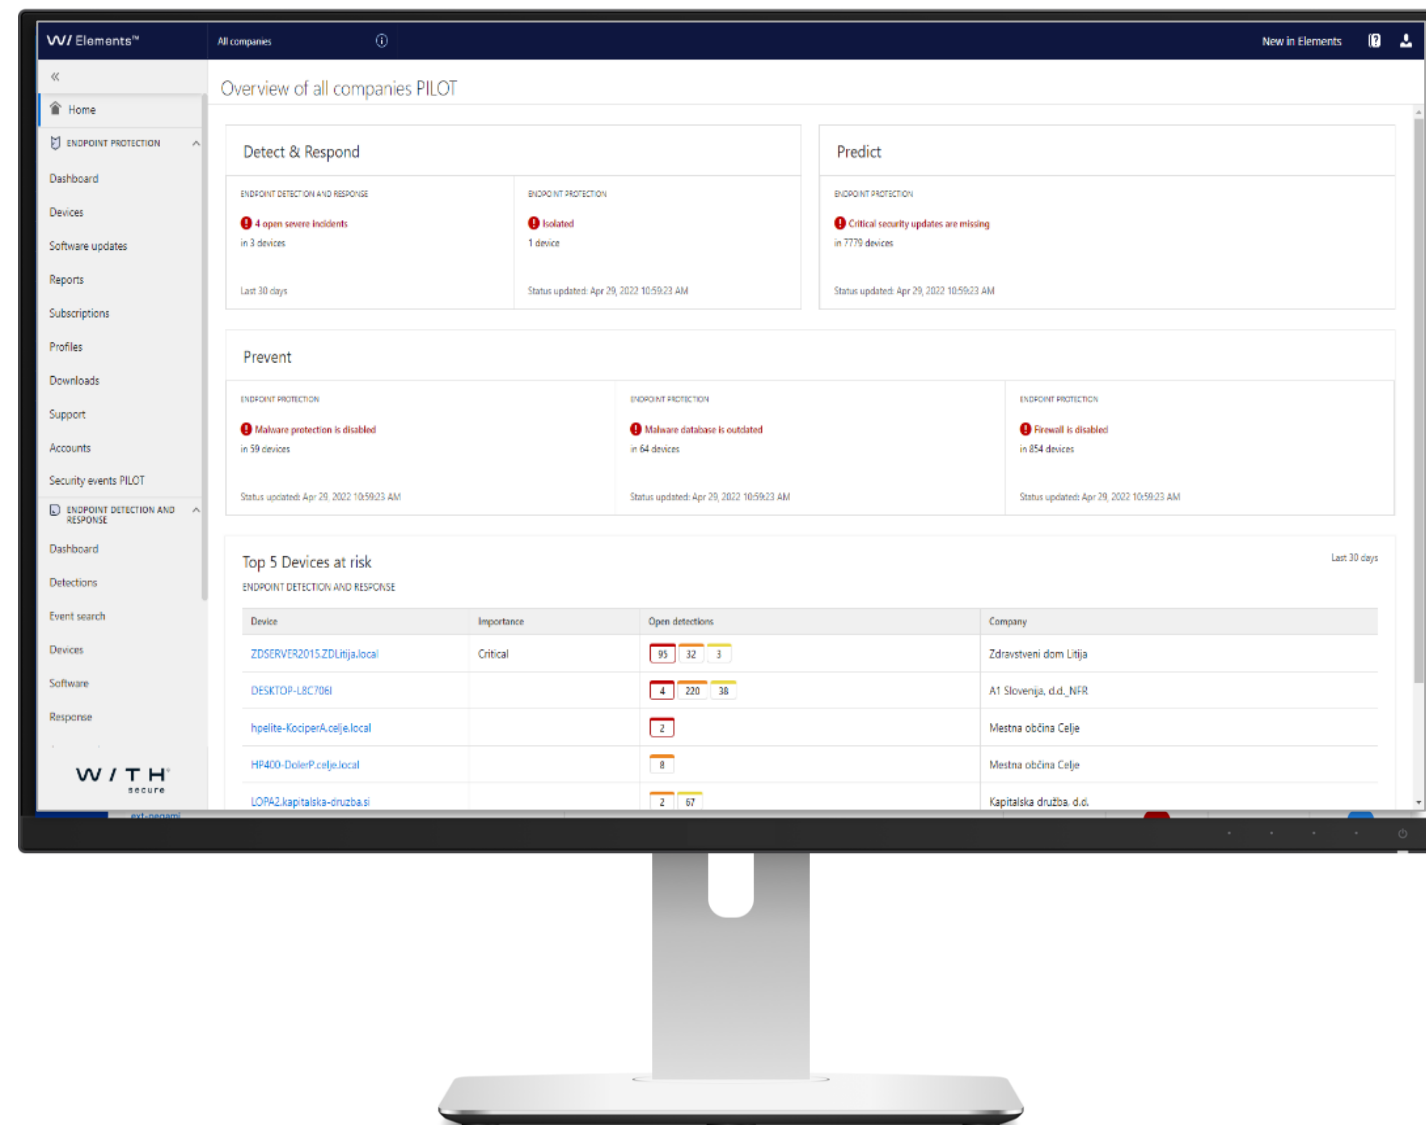 W/ Elements™
All companies
New in Elements
Overview of all companies PILOT
Home
ENDPOINT PROTECTION
Dashboard
Devices
Software updates
Reports
Subscriptions
Profiles
Downloads
Support
Accounts
Security events PILOT
ENDPOINT DETECTION AND
RESPONSE
Dashboard
Detections
Event search
Devices
Software
Response
W/TH®
secure
Detect & Respond
ENDPOINT DETECTION AND RESPONSE
4 open severe incidents
in 3 devices
Last 30 days
ENDPOINT PROTECTION
Isolated
1 device
Status updated: Apr 29, 2022 10:59:23 AM
Predict
ENDPOINT PROTECTION
Critical security updates are missing
in 7779 devices
Status updated: Apr 29, 2022 10:59:23 AM
Prevent
ENDPOINT PROTECTION
Malware protection is disabled
in 59 devices
Status updated: Apr 29, 2022 10:59:23 AM
ENDPOINT PROTECTION
Malware database is outdated
in 64 devices
Status updated: Apr 29, 2022 10:59:23 AM
ENDPOINT PROTECTION
Firewall is disabled
in 854 devices
Status updated: Apr 29, 2022 10:59:23 AM
Top 5 Devices at risk
Last 30 days
ENDPOINT DETECTION AND RESPONSE
Device Importance Open detections Company
ZDSERVER2015.ZDLitija.local Critical 95 32 3 Zdravstveni dom Litija
DESKTOP-L8C706I 4 220 38 A1 Slovenija, d.d._NFR
hpelite-KociperA.celje.local 2 Mestna občina Celje
HP400-DolerP.celje.local 8 Mestna občina Celje
LOPA2.kapitalska-druzba.si 2 67 Kapitalska družba, d.d.